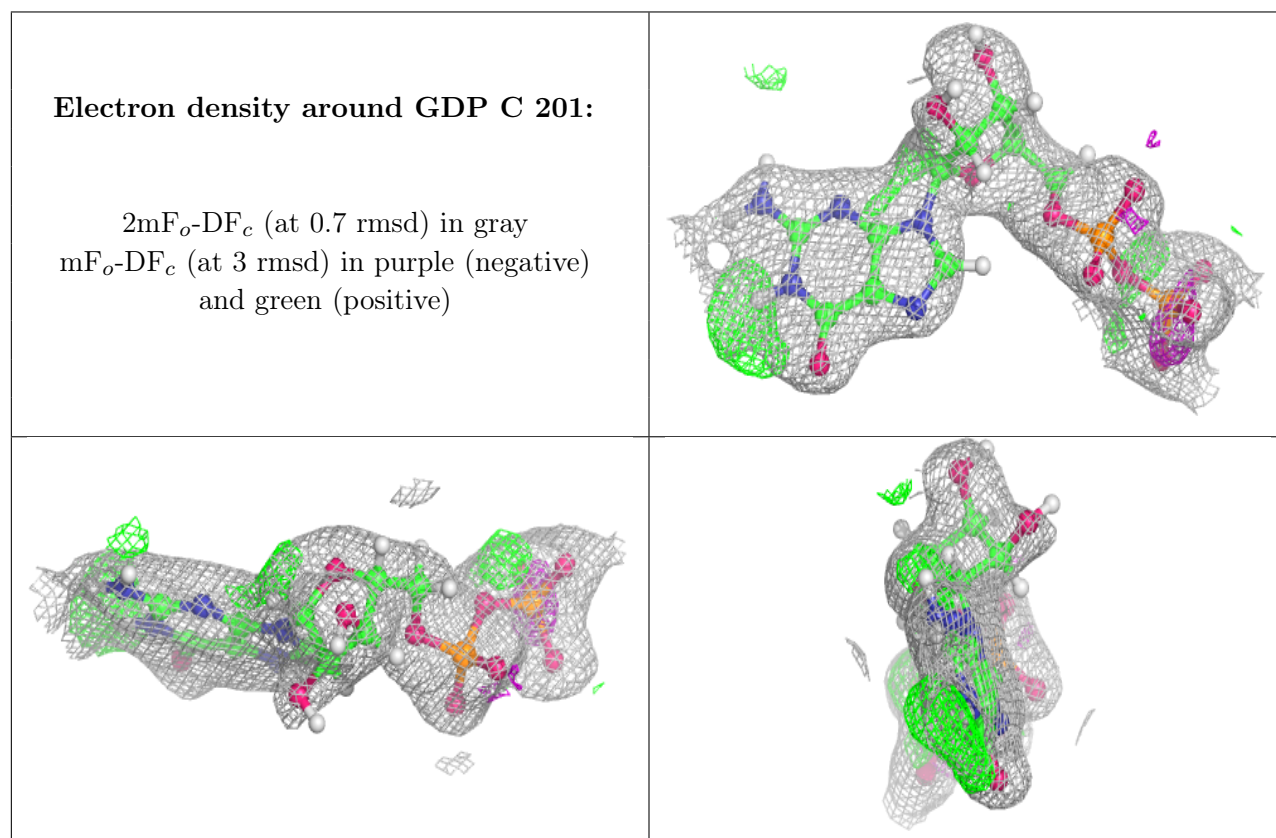 Electron density around GDP C 201:
2mFo-DFc (at 0.7 rmsd) in gray
mFo-DFc (at 3 rmsd) in purple (negative)
and green (positive)